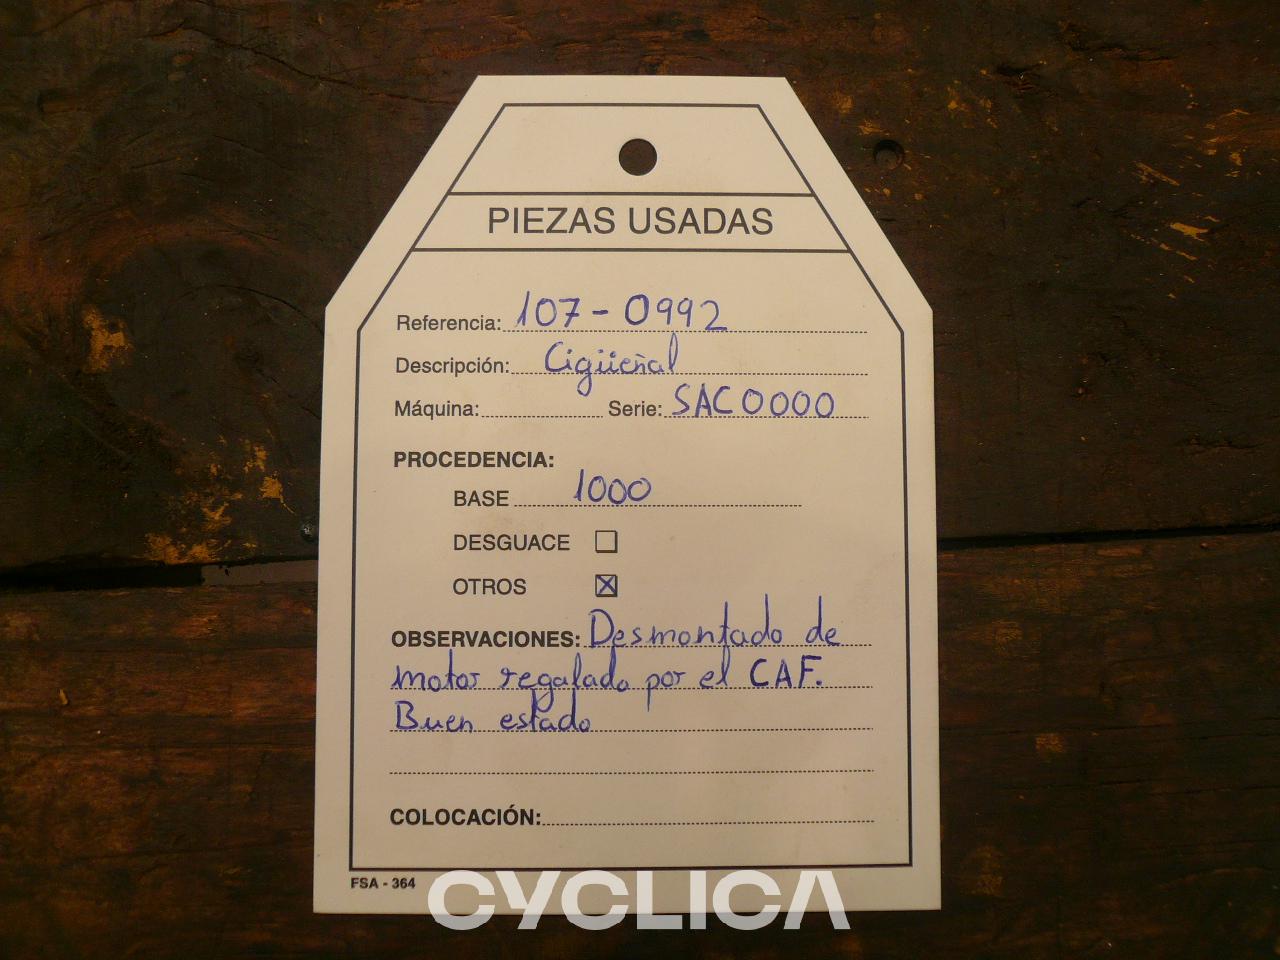 PIEZAS USADAS
Referencia: 107-0992
Descripción: Cigüeñal
Máquina: Serie: SAC0000
PROCEDENCIA:
BASE 1000
DESGUACE
OTROS X
OBSERVACIONES: Desmontado de
motor regalado por el CAF.
Buen estado
COLOCACIÓN:
FSA - 364
CYCLICA